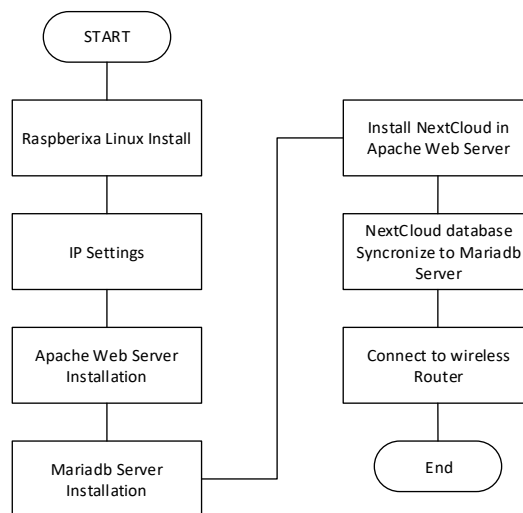 START
Raspberixa Linux Install
IP Settings
Apache Web Server
Installation
Mariadb Server
Installation
Install NextCloud in
Apache Web Server
NextCloud database
Syncronize to Mariadb
Server
Connect to wireless
Router
End